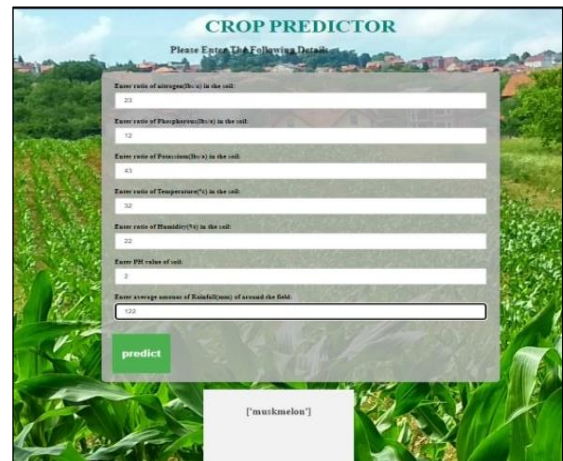 CROP PREDICTOR
Please Enter The Following Details
Enter ratio of nitrogen(lbs/a) in the soil:
23
Enter ratio of Phosphorous(lbs/a) in the soil:
12
Enter ratio of Potassium(lbs/a) in the soil:
43
Enter ratio of Temperature(°c) in the soil:
32
Enter ratio of Humidity(%) in the soil:
22
Enter PH value of soil:
2
Enter average amount of Rainfall(mm) of around the field:
122
predict
['muskmelon']